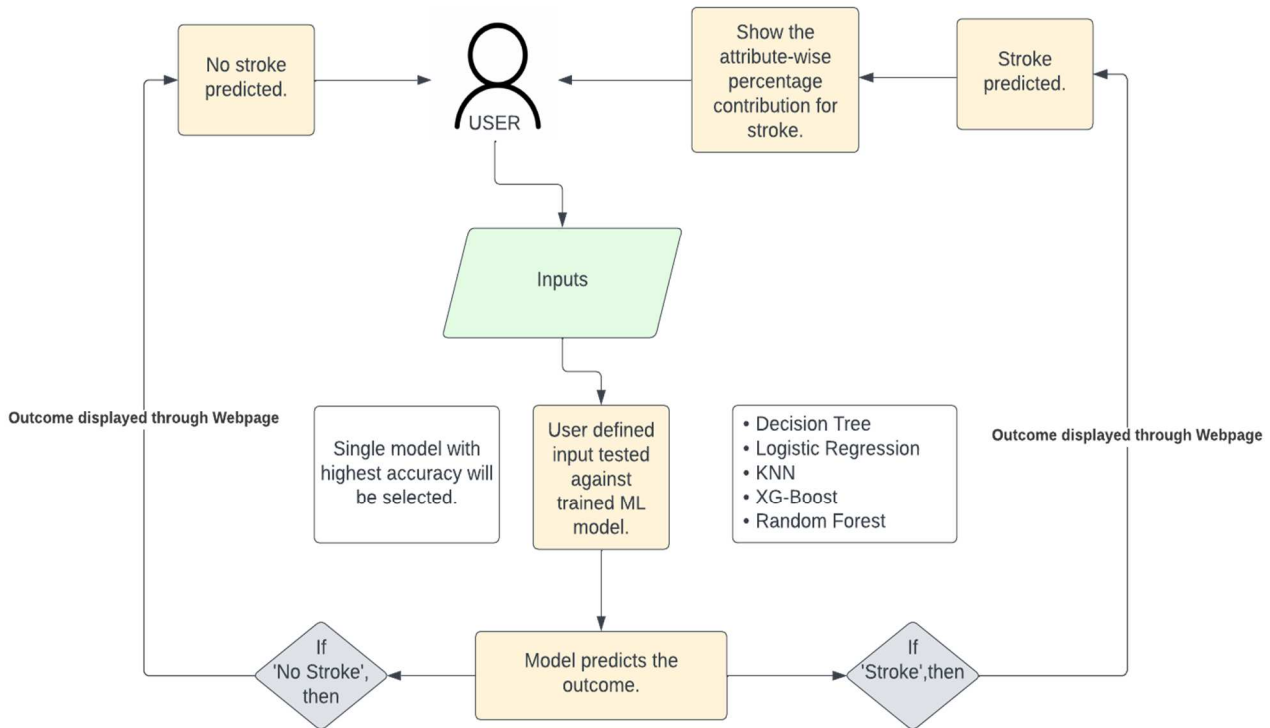 No stroke
predicted.
USER
Show the
attribute-wise
percentage
contribution for
stroke.
Stroke
predicted.
Inputs
Outcome displayed through Webpage
Single model with
highest accuracy will
be selected.
User defined
input tested
against
trained ML
model.
• Decision Tree
• Logistic Regression
• KNN
• XG-Boost
• Random Forest
Outcome displayed through Webpage
If
'No Stroke',
then
Model predicts the
outcome.
If
'Stroke',then